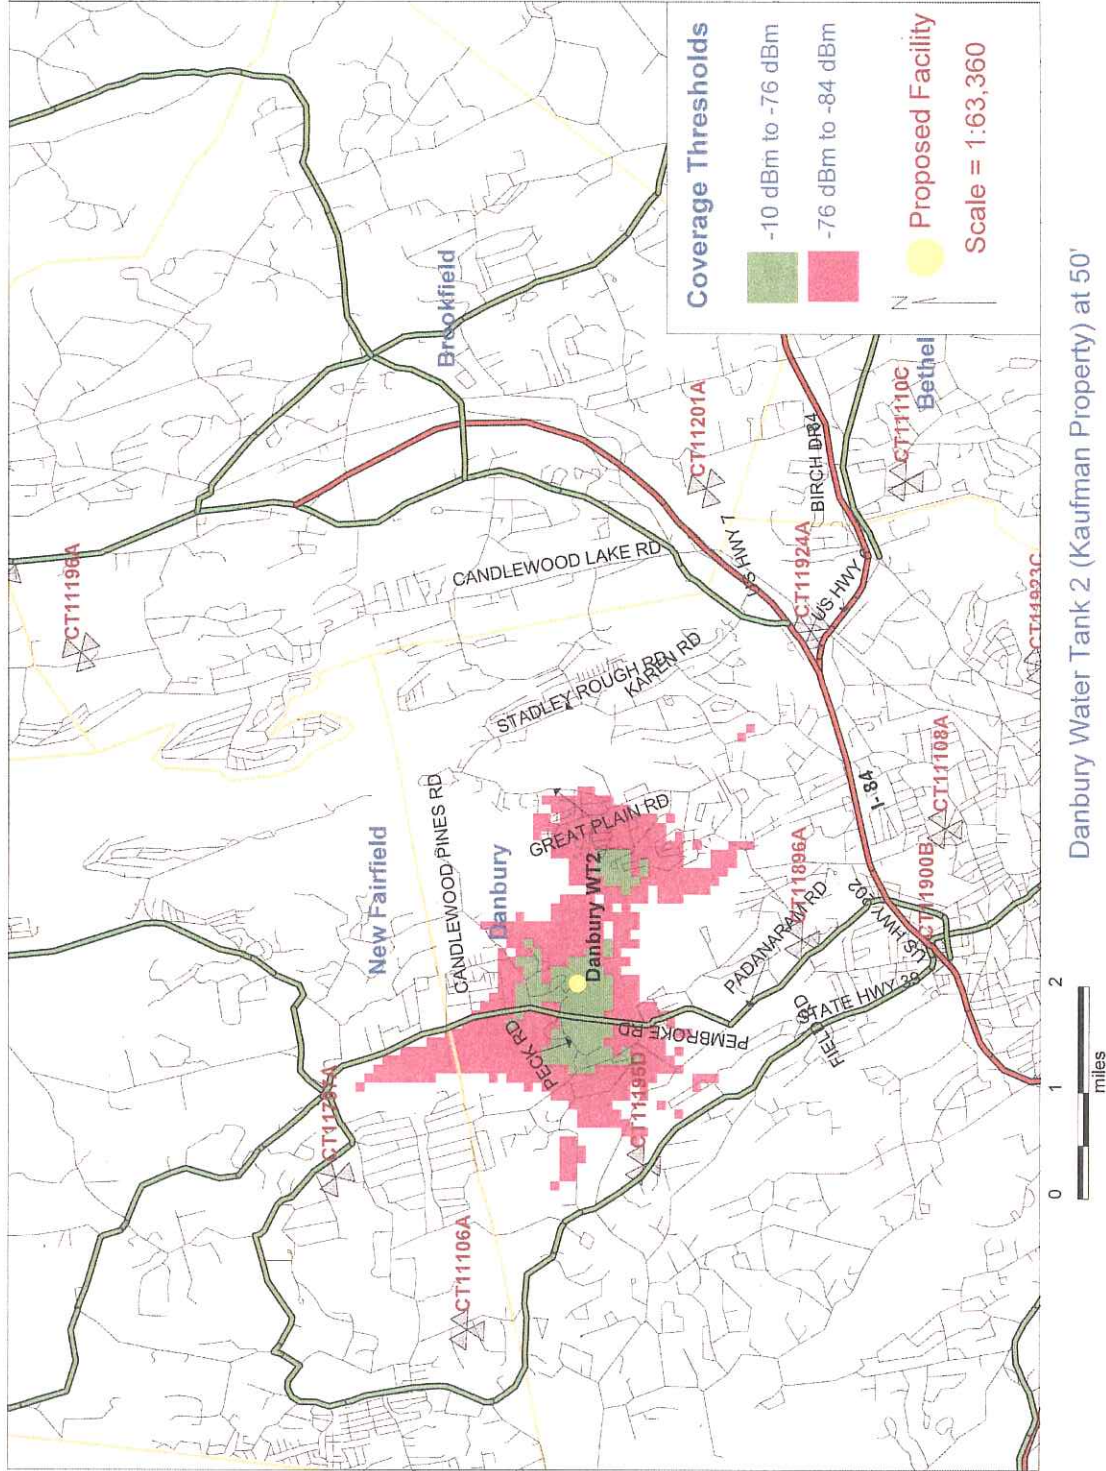 CT11196A
CT11797A
New Fairfield
CANDLEWOOD PINES RD
CANDLEWOOD LAKE RD
Brookfield
CT11106A
Danbury
STADLEY ROUGH RD
KAREN RD
PECK RD
GREAT PLAIN RD
Danbury WT2
CT1195D
PEMBROKE RD
PADANARAM RD
FIELD RD
STATE HWY 39
US HWY 202
CT11900B
CT11108A
I-84
US HWY 7
CT11201A
CT11924A
US HWY 6
BIRCH DR
CT11110C
Bethel
Coverage Thresholds
-10 dBm to -76 dBm
-76 dBm to -84 dBm
N
Proposed Facility
Scale = 1:63,360
0 1 2
miles
Danbury Water Tank 2 (Kaufman Property) at 50'